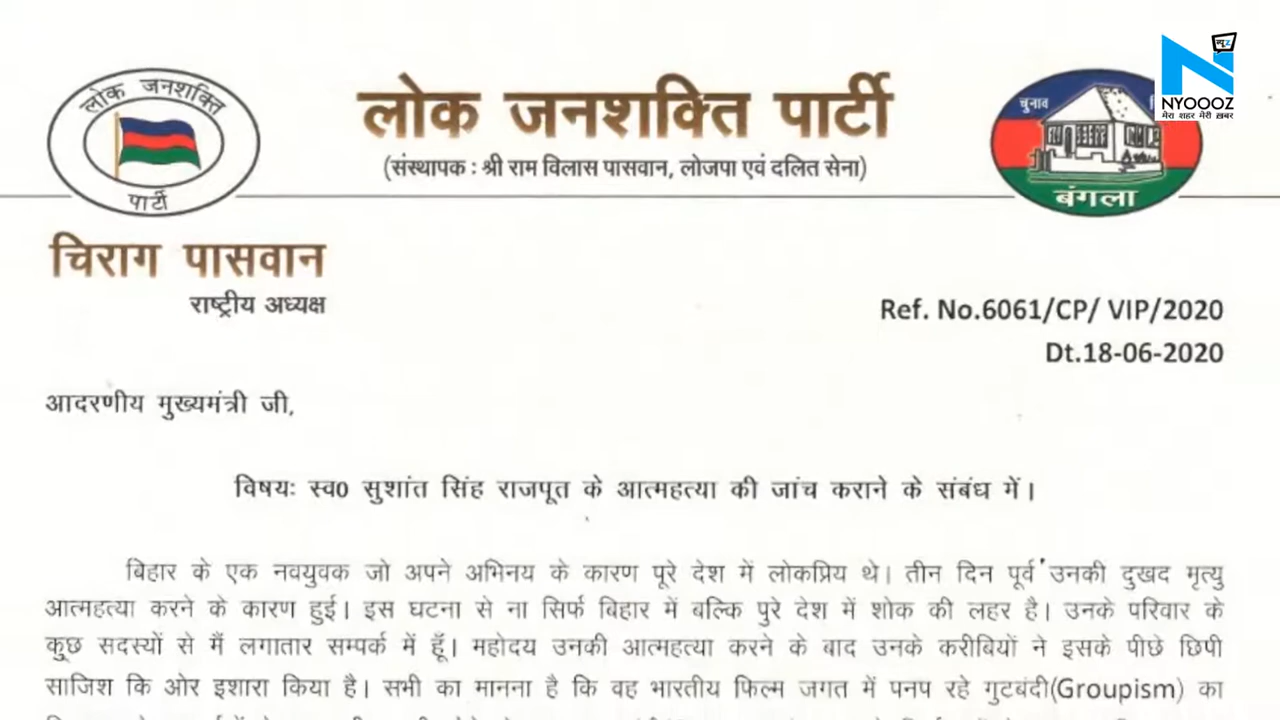 लोक जनशक्ति
पार्टी
लोक जनशक्ति पार्टी
(संस्थापक : श्री राम विलास पासवान, लोजपा एवं दलित सेना)
चुनाव
बंगला
न्यूज़
NYOOOZ
मेरा शहर मेरी ख़बर
चिराग पासवान
राष्ट्रीय अध्यक्ष
Ref. No.6061/CP/ VIP/2020
Dt.18-06-2020
आदरणीय मुख्यमंत्री जी,
विषयः स्व0 सुशांत सिंह राजपूत के आत्महत्या की जांच कराने के संबंध में।
बिहार के एक नवयुवक जो अपने अभिनय के कारण पूरे देश में लोकप्रिय थे। तीन दिन पूर्व उनकी दुखद मृत्यु
आत्महत्या करने के कारण हुई। इस घटना से ना सिर्फ बिहार में बल्कि पुरे देश में शोक की लहर है। उनके परिवार के
कुछ सदस्यों से मैं लगातार सम्पर्क में हूँ। महोदय उनकी आत्महत्या करने के बाद उनके करीबियों ने इसके पीछे छिपी
साजिश कि ओर इशारा किया है। सभी का मानना है कि वह भारतीय फिल्म जगत में पनप रहे गुटबंदी(Groupism) का